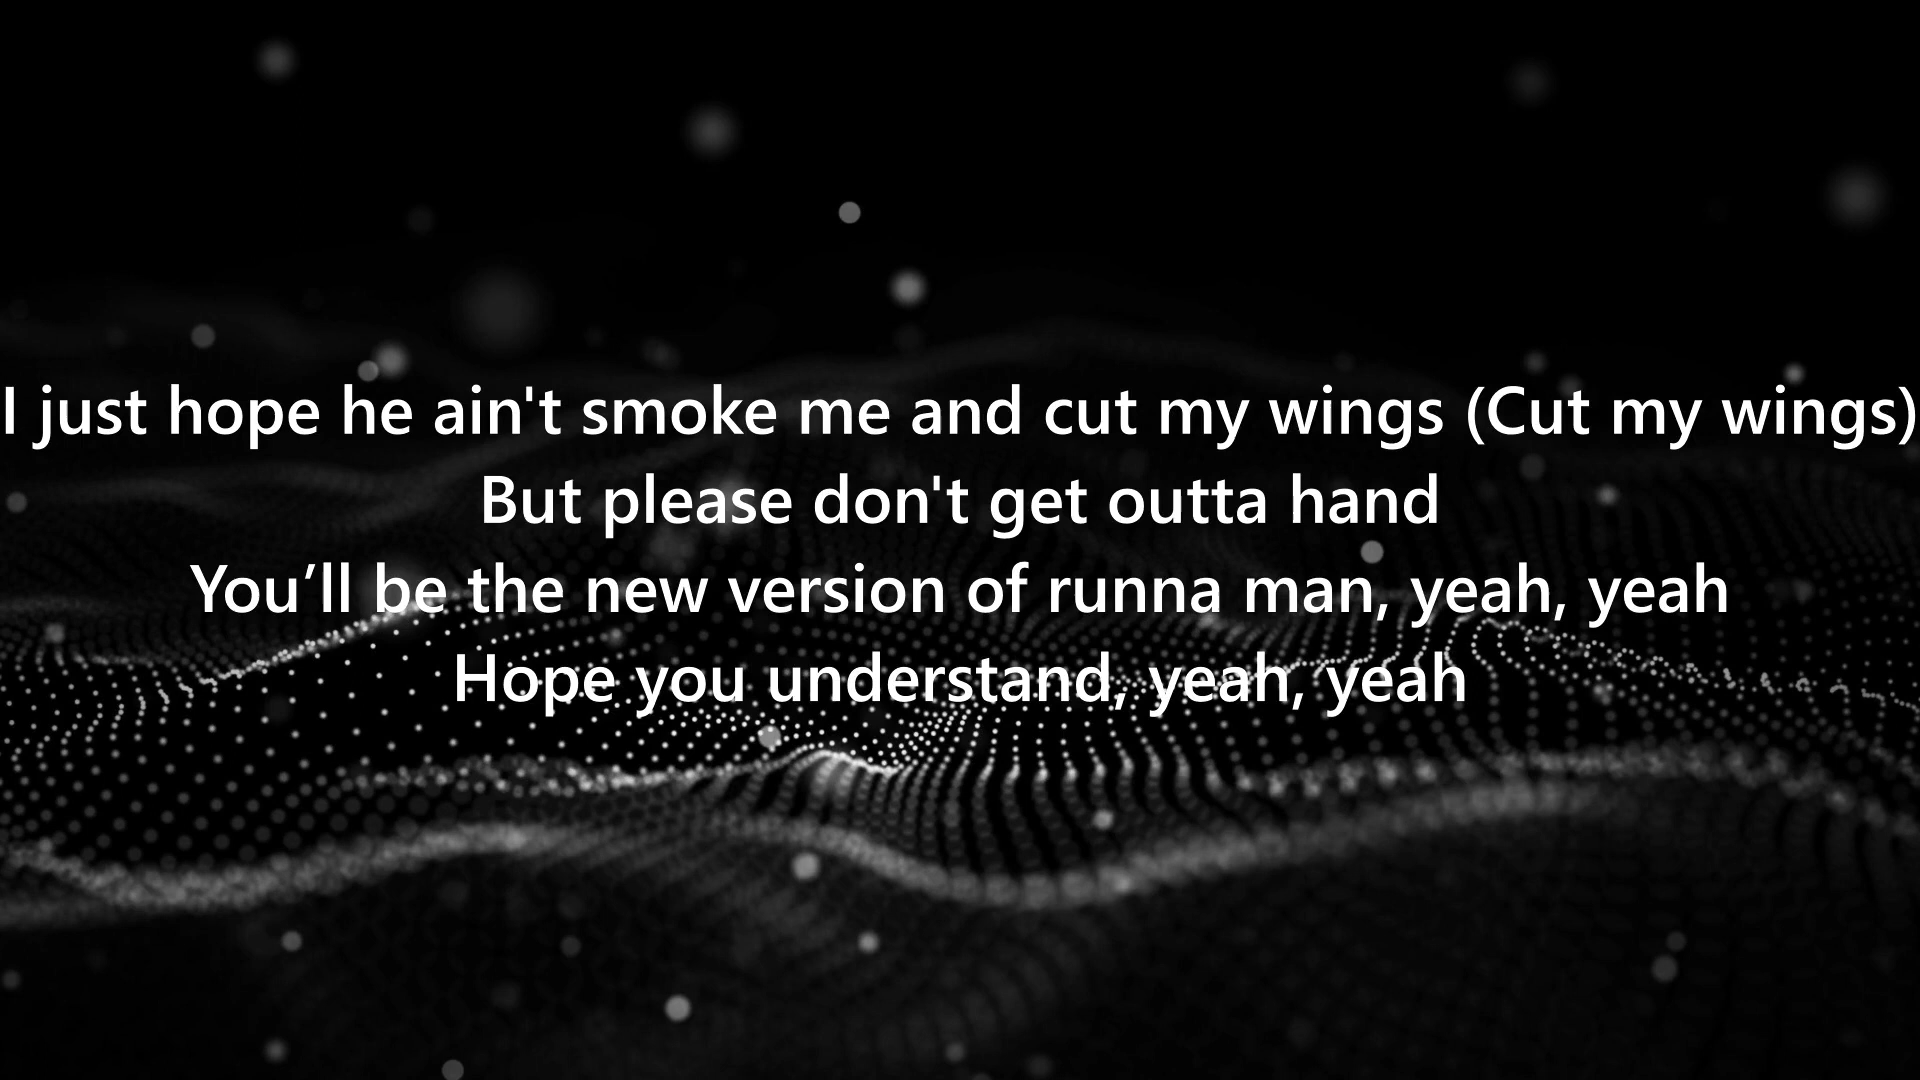 I just hope he ain't smoke me and cut my wings (Cut my wings)
But please don't get outta hand
You’ll be the new version of runna man, yeah, yeah
Hope you understand, yeah, yeah